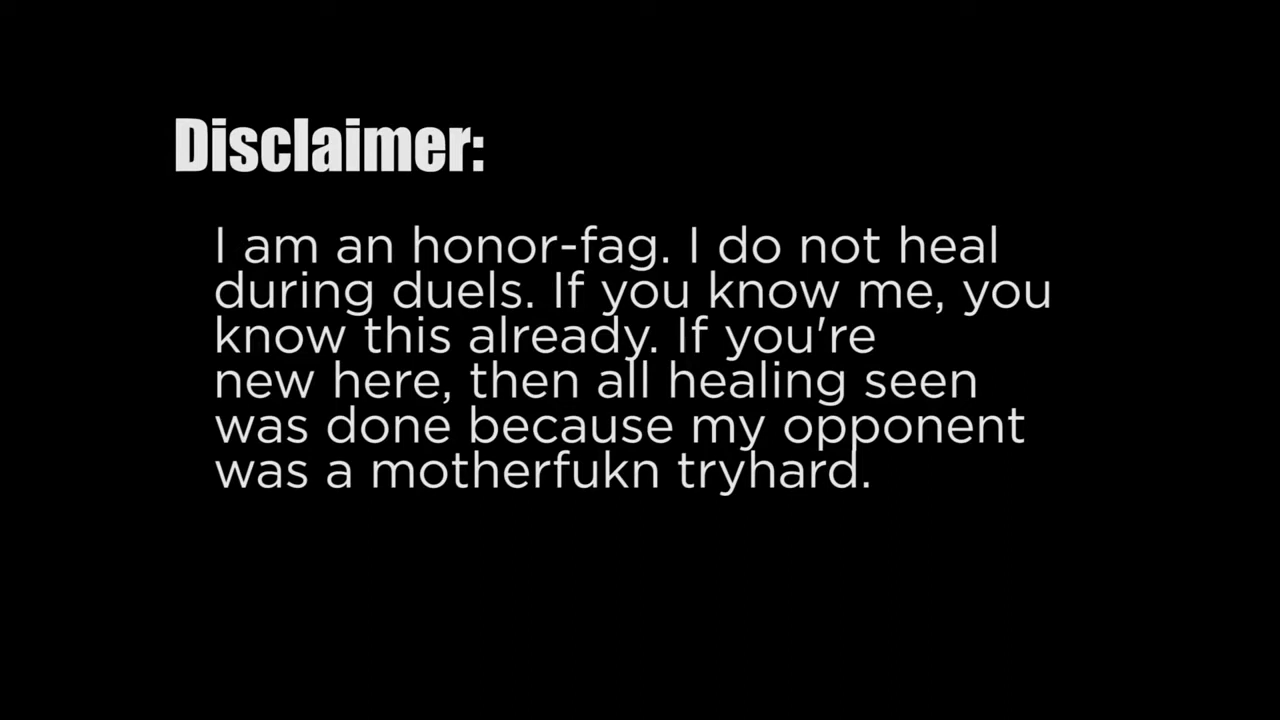 Disclaimer:
I am an honor-fag. I do not heal
during duels. If you know me, you
know this already. If you're
new here, then all healing seen
was done because my opponent
was a motherfukn tryhard.